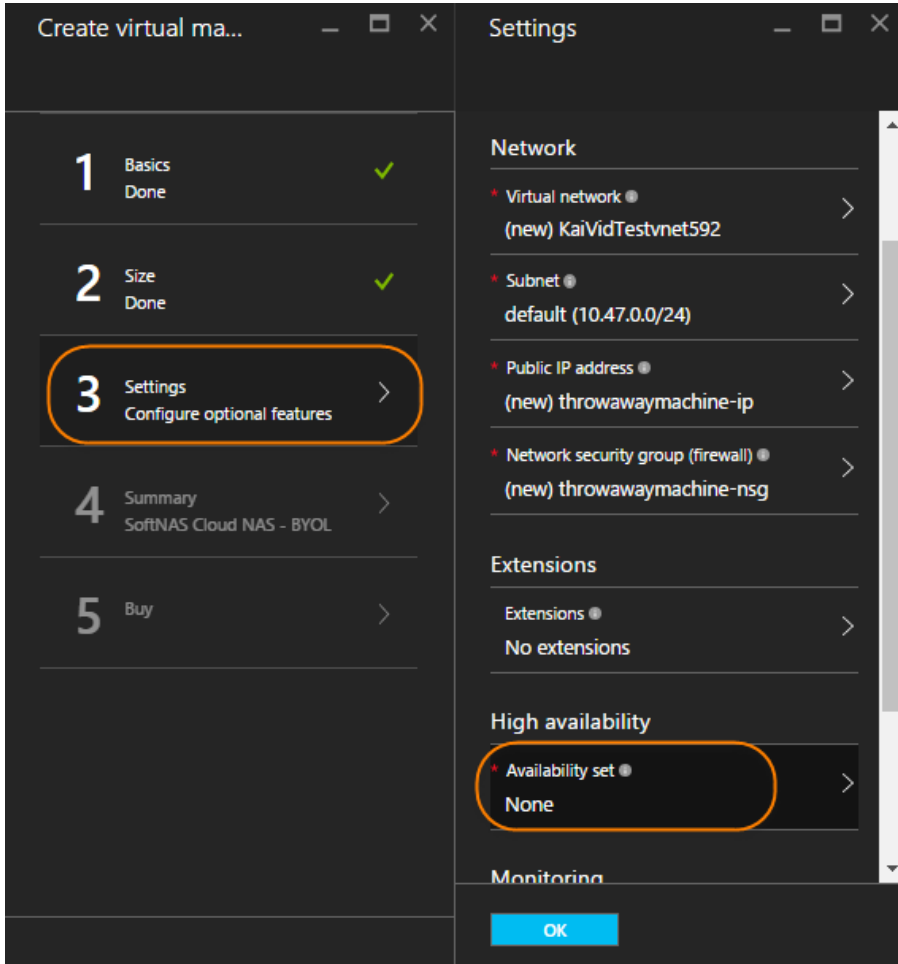 Create virtual ma...
1
Basics
Done
2
Size
Done
3
Settings
Configure optional features
4
Summary
SoftNAS Cloud NAS - BYOL
5
Buy
Settings
Network
* Virtual network
(new) KaiVidTestvnet592
* Subnet
default (10.47.0.0/24)
* Public IP address
(new) throwawaymachine-ip
* Network security group (firewall)
(new) throwawaymachine-nsg
Extensions
Extensions
No extensions
High availability
* Availability set
None
Monitoring
OK